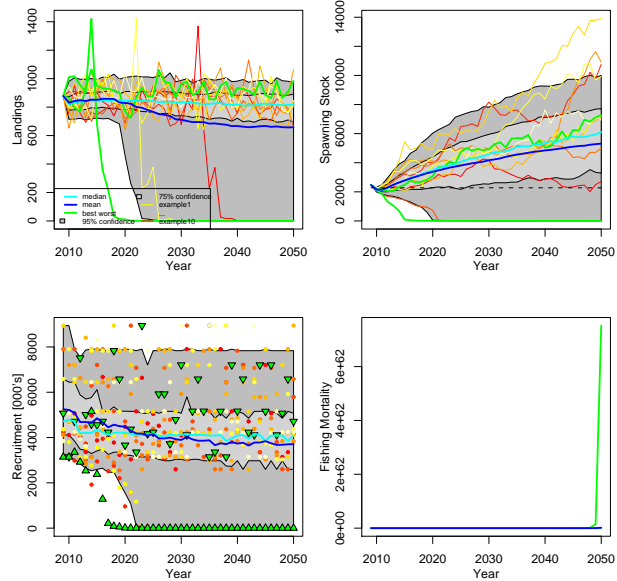 Landings
0 200 600 1000 1400
median
mean
best worst
95% confidence
75% confidence
example1
example10
2010 2020 2030 2040 2050
Year
Spawning Stock
0 2000 6000 10000 14000
2010 2020 2030 2040 2050
Year
Recruitment [000's]
0 2000 4000 6000 8000
2010 2020 2030 2040 2050
Year
Fishing Mortality
0e+00 2e+62 4e+62 6e+62
2010 2020 2030 2040 2050
Year